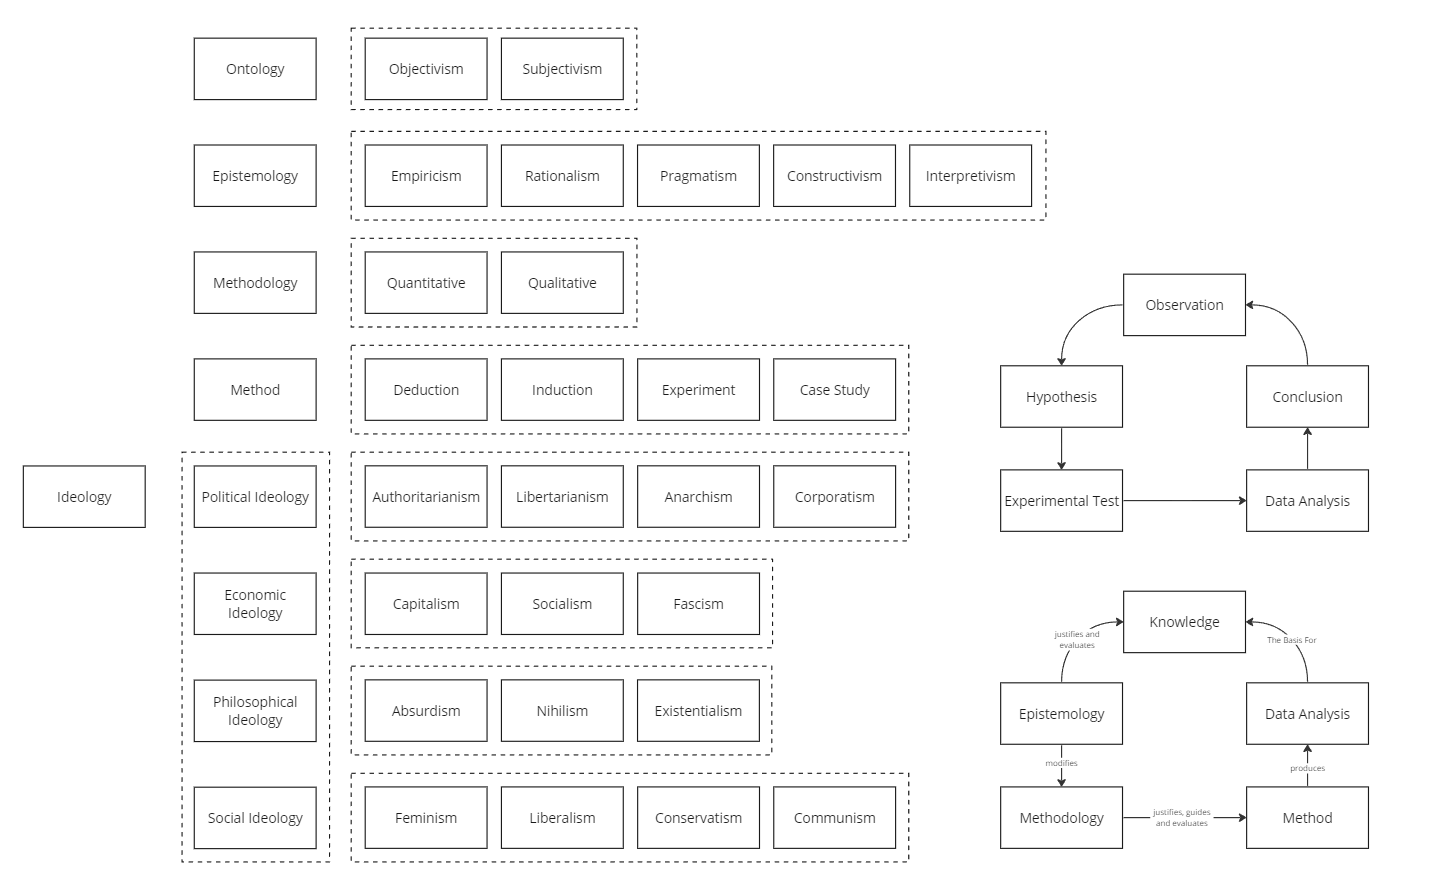 Ontology
Objectivism
Subjectivism
Epistemology
Empiricism
Rationalism
Pragmatism
Constructivism
Interpretivism
Methodology
Quantitative
Qualitative
Method
Deduction
Induction
Experiment
Case Study
Ideology
Political Ideology
Authoritarianism
Libertarianism
Anarchism
Corporatism
Economic
Ideology
Capitalism
Socialism
Fascism
Philosophical
Ideology
Absurdism
Nihilism
Existentialism
Social Ideology
Feminism
Liberalism
Conservatism
Communism
Observation
Hypothesis
Conclusion
Experimental Test
Data Analysis
Knowledge
justifies and
evaluates
The Basis For
Epistemology
Data Analysis
modifies
produces
Methodology
justifies, guides
and evaluates
Method